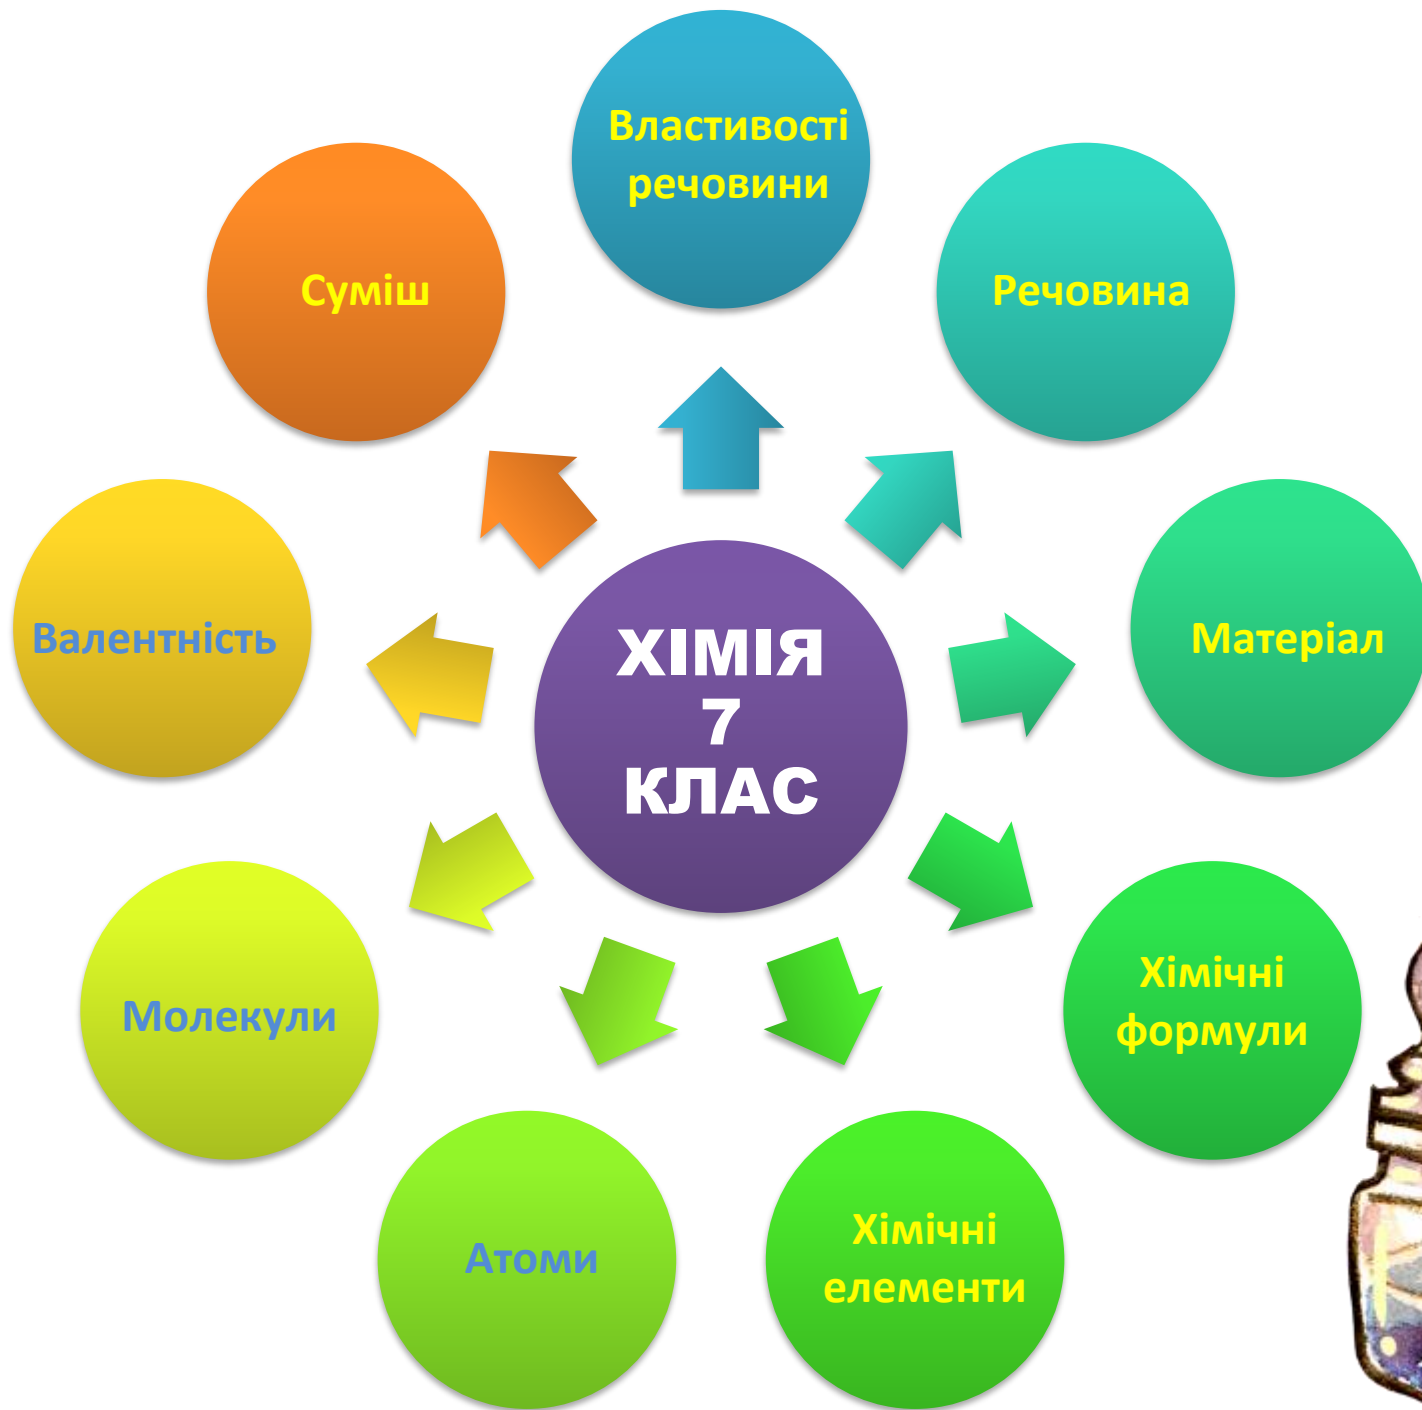 Властивості
речовини
Суміш
Речовина
Валентність
ХІМІЯ
7
КЛАС
Матеріал
Молекули
Хімічні
формули
Атоми
Хімічні
елементи